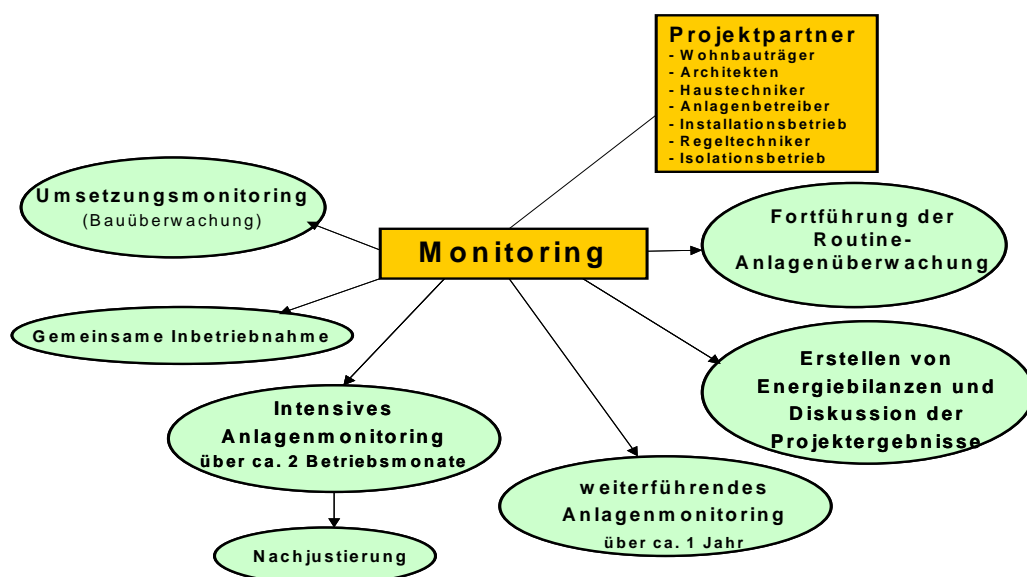 Projektpartner
- Wohnbauträger
- Architekten
- Haustechniker
- Anlagenbetreiber
- Installationsbetrieb
- Regeltechniker
- Isolationsbetrieb
Umsetzungsmonitoring
(Bauüberwachung)
Monitoring
Fortführung der
Routine-
Anlagenüberwachung
Gemeinsame Inbetriebnahme
Erstellen von
Energiebilanzen und
Diskussion der
Projektergebnisse
Intensives
Anlagenmonitoring
über ca. 2 Betriebsmonate
weiterführendes
Anlagenmonitoring
über ca. 1 Jahr
Nachjustierung